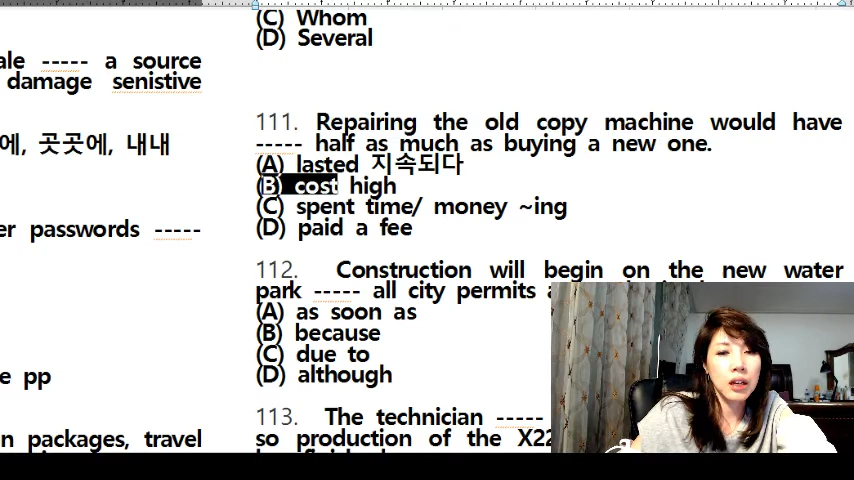 (C) Whom
(D) Several
ale ----- a source
damage senistive
에, 곳곳에, 내내
er passwords -----
e pp
n packages, travel
111. Repairing the old copy machine would have
----- half as much as buying a new one.
(A) lasted 지속되다
(B) cost high
(C) spent time/ money ~ing
(D) paid a fee
112. Construction will begin on the new water
park ----- all city permits
(A) as soon as
(B) because
(C) due to
(D) although
113. The technician -----
so production of the X22